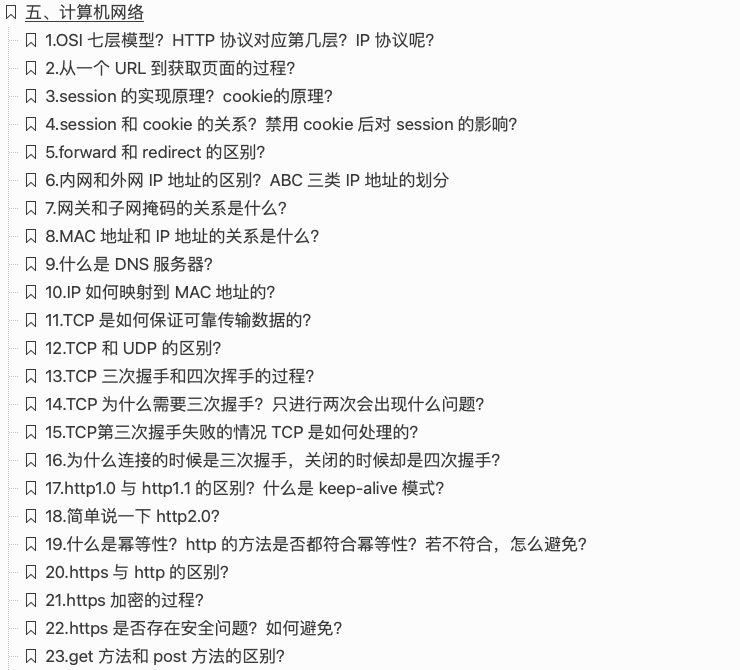 五、计算机网络
1.OSI 七层模型？HTTP 协议对应第几层？IP 协议呢？
2.从一个 URL 到获取页面的过程？
3.session 的实现原理？cookie的原理？
4.session 和 cookie 的关系？禁用 cookie 后对 session 的影响？
5.forward 和 redirect 的区别？
6.内网和外网 IP 地址的区别？ABC 三类 IP 地址的划分
7.网关和子网掩码的关系是什么？
8.MAC 地址和 IP 地址的关系是什么？
9.什么是 DNS 服务器？
10.IP 如何映射到 MAC 地址的？
11.TCP 是如何保证可靠传输数据的？
12.TCP 和 UDP 的区别？
13.TCP 三次握手和四次挥手的过程？
14.TCP 为什么需要三次握手？只进行两次会出现什么问题？
15.TCP第三次握手失败的情况 TCP 是如何处理的？
16.为什么连接的时候是三次握手，关闭的时候却是四次握手？
17.http1.0 与 http1.1 的区别？什么是 keep-alive 模式？
18.简单说一下 http2.0？
19.什么是幂等性？http 的方法是否都符合幂等性？若不符合，怎么避免？
20.https 与 http 的区别？
21.https 加密的过程？
22.https 是否存在安全问题？如何避免？
23.get 方法和 post 方法的区别？